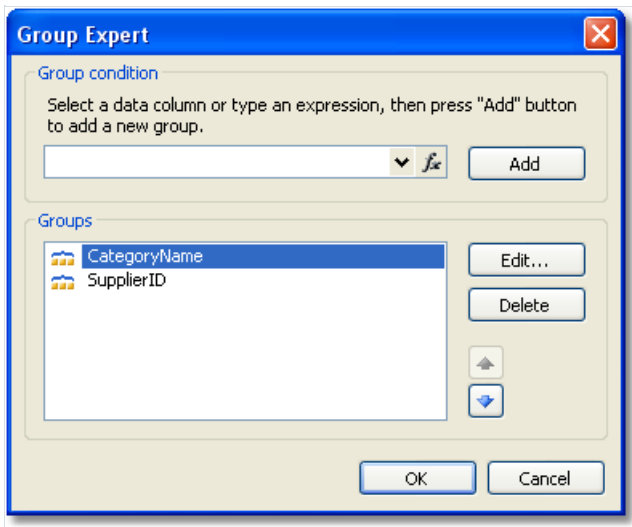 Group Expert
Group condition
Select a data column or type an expression, then press "Add" button
to add a new group.
fx
Add
Groups
CategoryName
SupplierID
Edit...
Delete
OK
Cancel